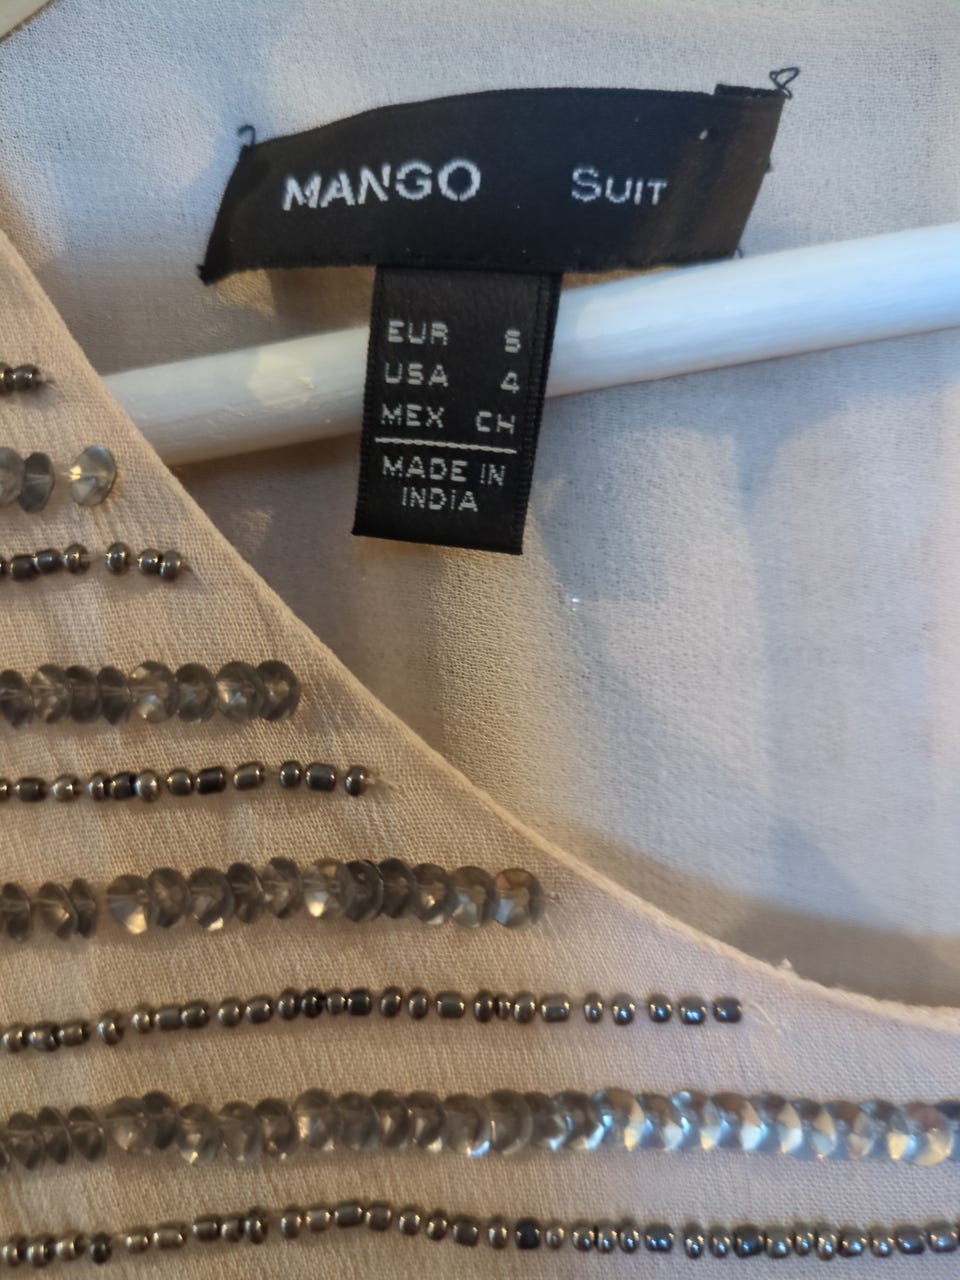 MANGO SUIT
EUR S
USA 4
MEX CH
MADE IN
INDiA